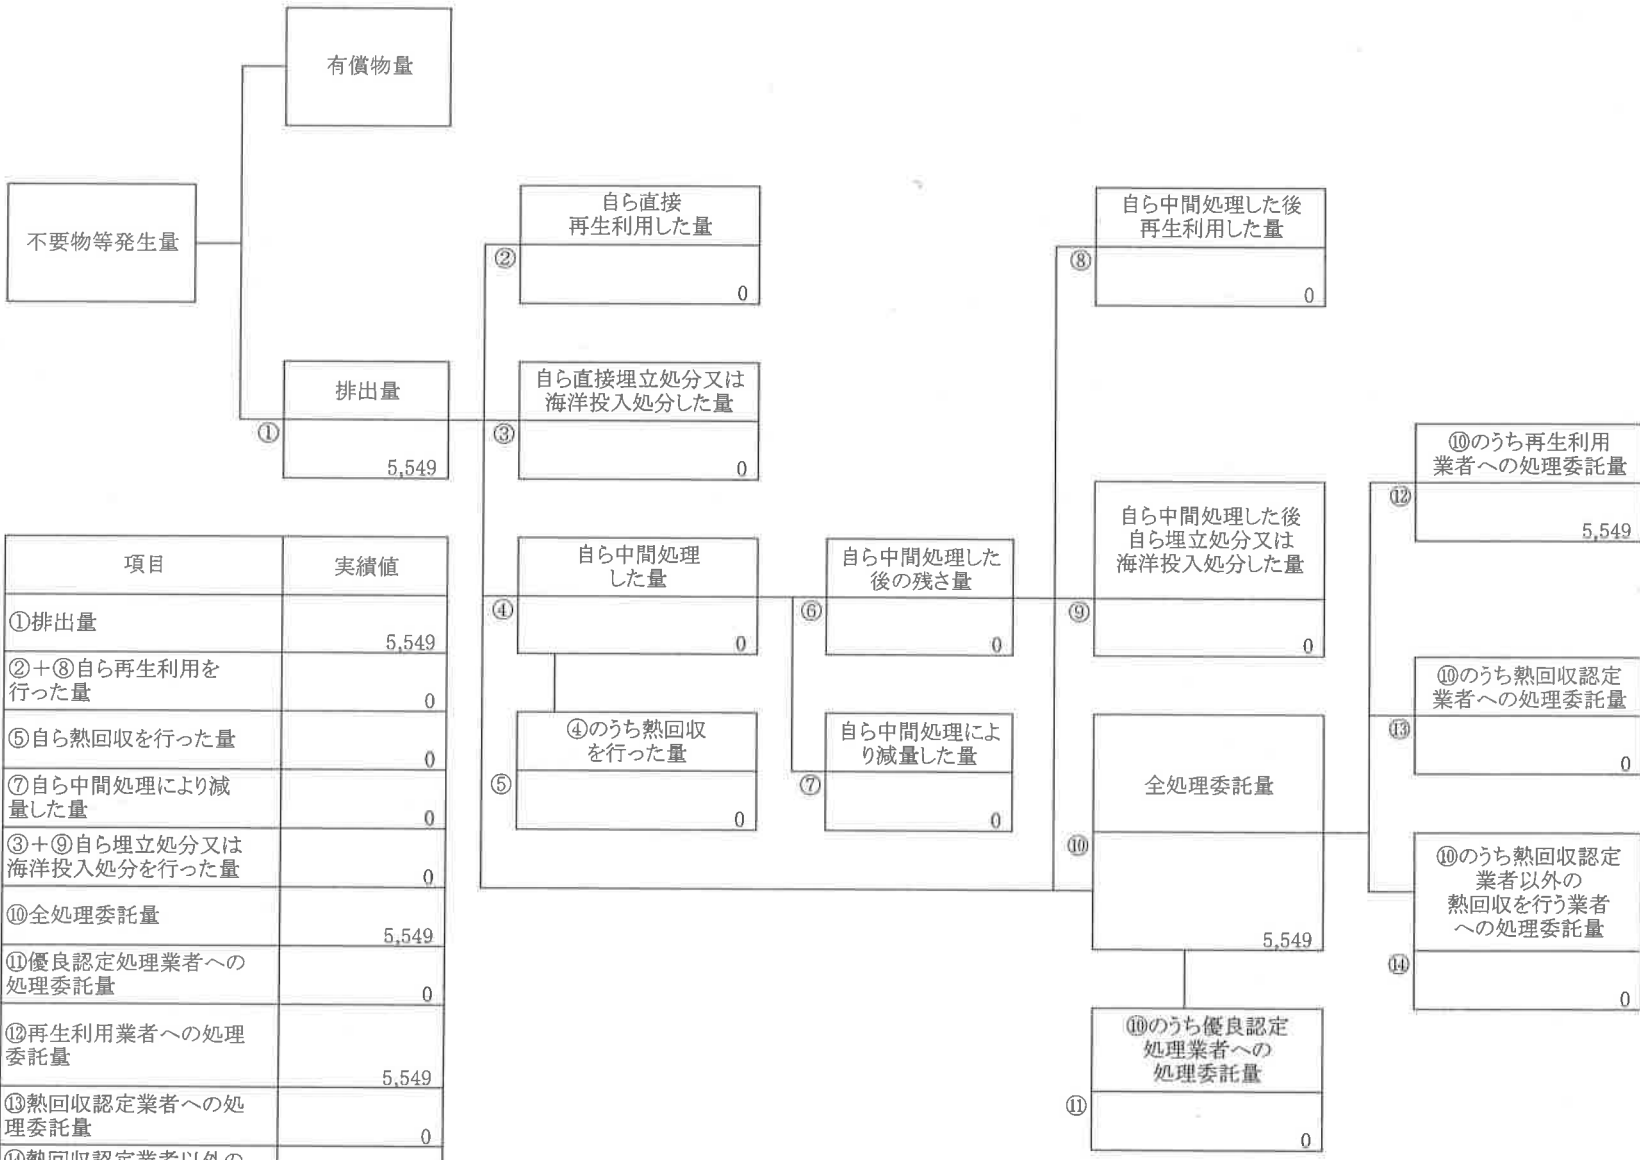 有償物量
不要物等発生量
排出量
①
5,549
自ら直接
再生利用した量
②
0
自ら直接埋立処分又は
海洋投入処分した量
③
0
自ら中間処理
した量
④
0
④のうち熱回収
を行った量
⑤
0
自ら中間処理した
後の残さ量
⑥
0
自ら中間処理によ
り減量した量
⑦
0
自ら中間処理した後
再生利用した量
⑧
0
自ら中間処理した後
自ら埋立処分又は
海洋投入処分した量
⑨
0
全処理委託量
⑩
5,549
⑩のうち優良認定
処理業者への
処理委託量
⑪
0
⑩のうち再生利用
業者への処理委託量
⑫
5,549
⑩のうち熱回収認定
業者への処理委託量
⑬
0
⑩のうち熱回収認定
業者以外の
熱回収を行う業者
への処理委託量
⑭
0
項目 実績値
①排出量
5,549
②+⑧自ら再生利用を
行った量
0
⑤自ら熱回収を行った量
0
⑦自ら中間処理により減
量した量
0
③+⑨自ら埋立処分又は
海洋投入処分を行った量
0
⑩全処理委託量
5,549
⑪優良認定処理業者への
処理委託量
0
⑫再生利用業者への処理
委託量
5,549
⑬熱回収認定業者への処
理委託量
0
⑭熱回収認定業者以外の